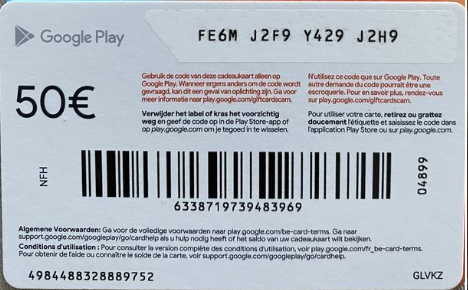 Google Play
FE6M J2F9 Y429 J2H9
50€
Gebruik de code van deze cadeaukaart alleen op
Google Play. Wanneer ergens anders om de code wordt
gevraagd, kan dit een geval van oplichting zijn. Ga voor
meer informatie naar play.google.com/giftcardscam.
Verwijder het label of kras het voorzichtig
weg en geef de code op in de Play Store-app of
op play.google.com om je tegoed in te wisselen.
N'utilisez ce code que sur Google Play. Toute
autre demande du code pourrait être une
escroquerie. Pour en savoir plus, rendez-vous
sur play.google.com/giftcardscam.
Pour utiliser votre carte, retirez ou grattez
doucement l'étiquette et saisissez le code dans
l'application Play Store ou sur play.google.com.
NFH
6338719739483969
04899
Algemene Voorwaarden: Ga voor de volledige voorwaarden naar play.google.com/be-card-terms. Ga naar
support.google.com/googleplay/go/cardhelp als u hulp nodig heeft of het saldo van uw cadeaukaart wilt bekijken.
Conditions d'utilisation : Pour consulter la version complète des conditions d'utilisation, voir play.google.com/fr_be-card-terms.
Pour obtenir de l'aide ou connaître le solde de la carte, voir support.google.com/googleplay/go/cardhelp.
4984488328889752
GLVKZ